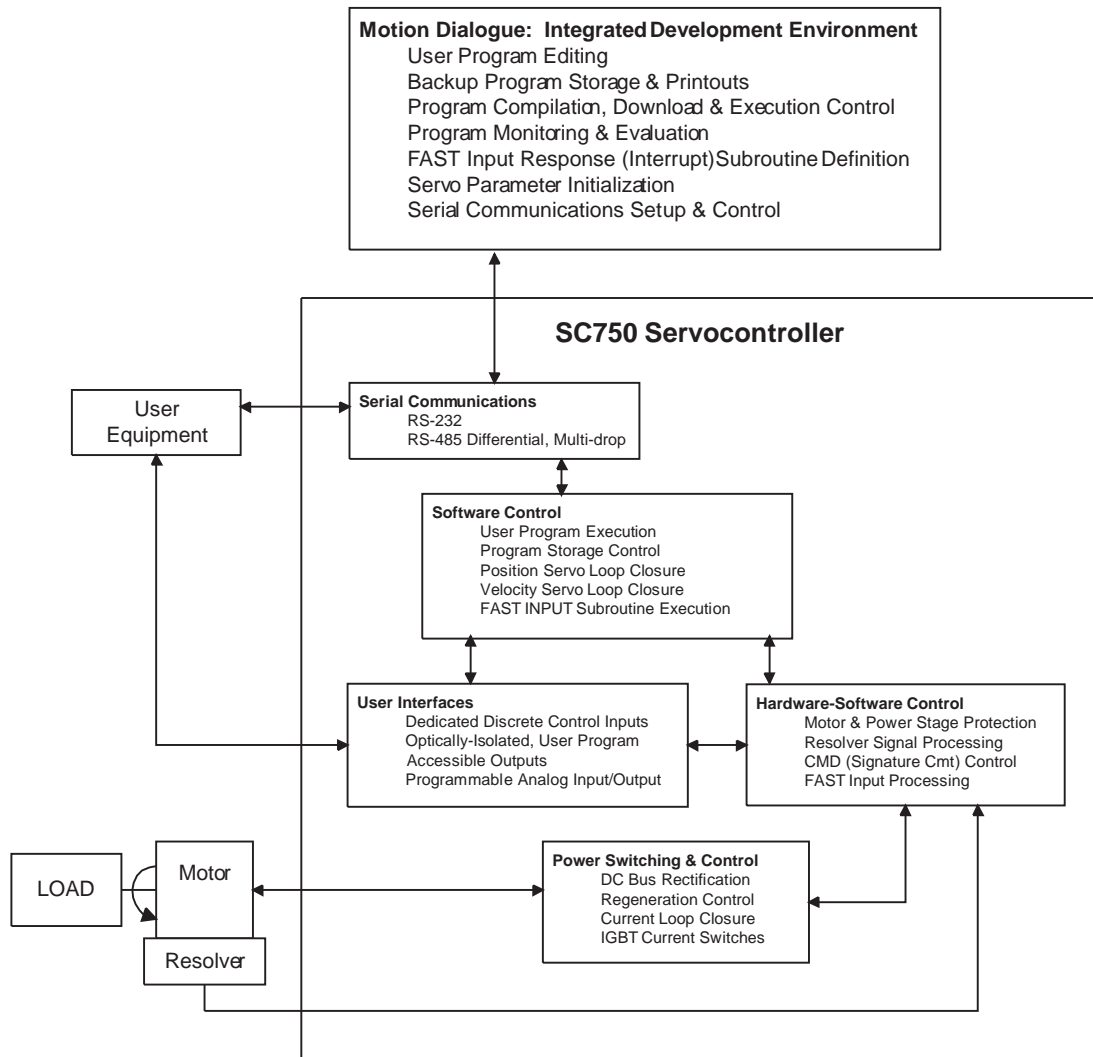 Motion Dialogue: Integrated Development Environment
User Program Editing
Backup Program Storage & Printouts
Program Compilation, Download & Execution Control
Program Monitoring & Evaluation
FAST Input Response (Interrupt) Subroutine Definition
Servo Parameter Initialization
Serial Communications Setup & Control
SC750 Servocontroller
User
Equipment
Serial Communications
RS-232
RS-485 Differential, Multi-drop
Software Control
User Program Execution
Program Storage Control
Position Servo Loop Closure
Velocity Servo Loop Closure
FAST INPUT Subroutine Execution
User Interfaces
Dedicated Discrete Control Inputs
Optically-Isolated, User Program
Accessible Outputs
Programmable Analog Input/Output
Hardware-Software Control
Motor & Power Stage Protection
Resolver Signal Processing
CMD (Signature Cmt) Control
FAST Input Processing
LOAD
Motor
Resolver
Power Switching & Control
DC Bus Rectification
Regeneration Control
Current Loop Closure
IGBT Current Switches